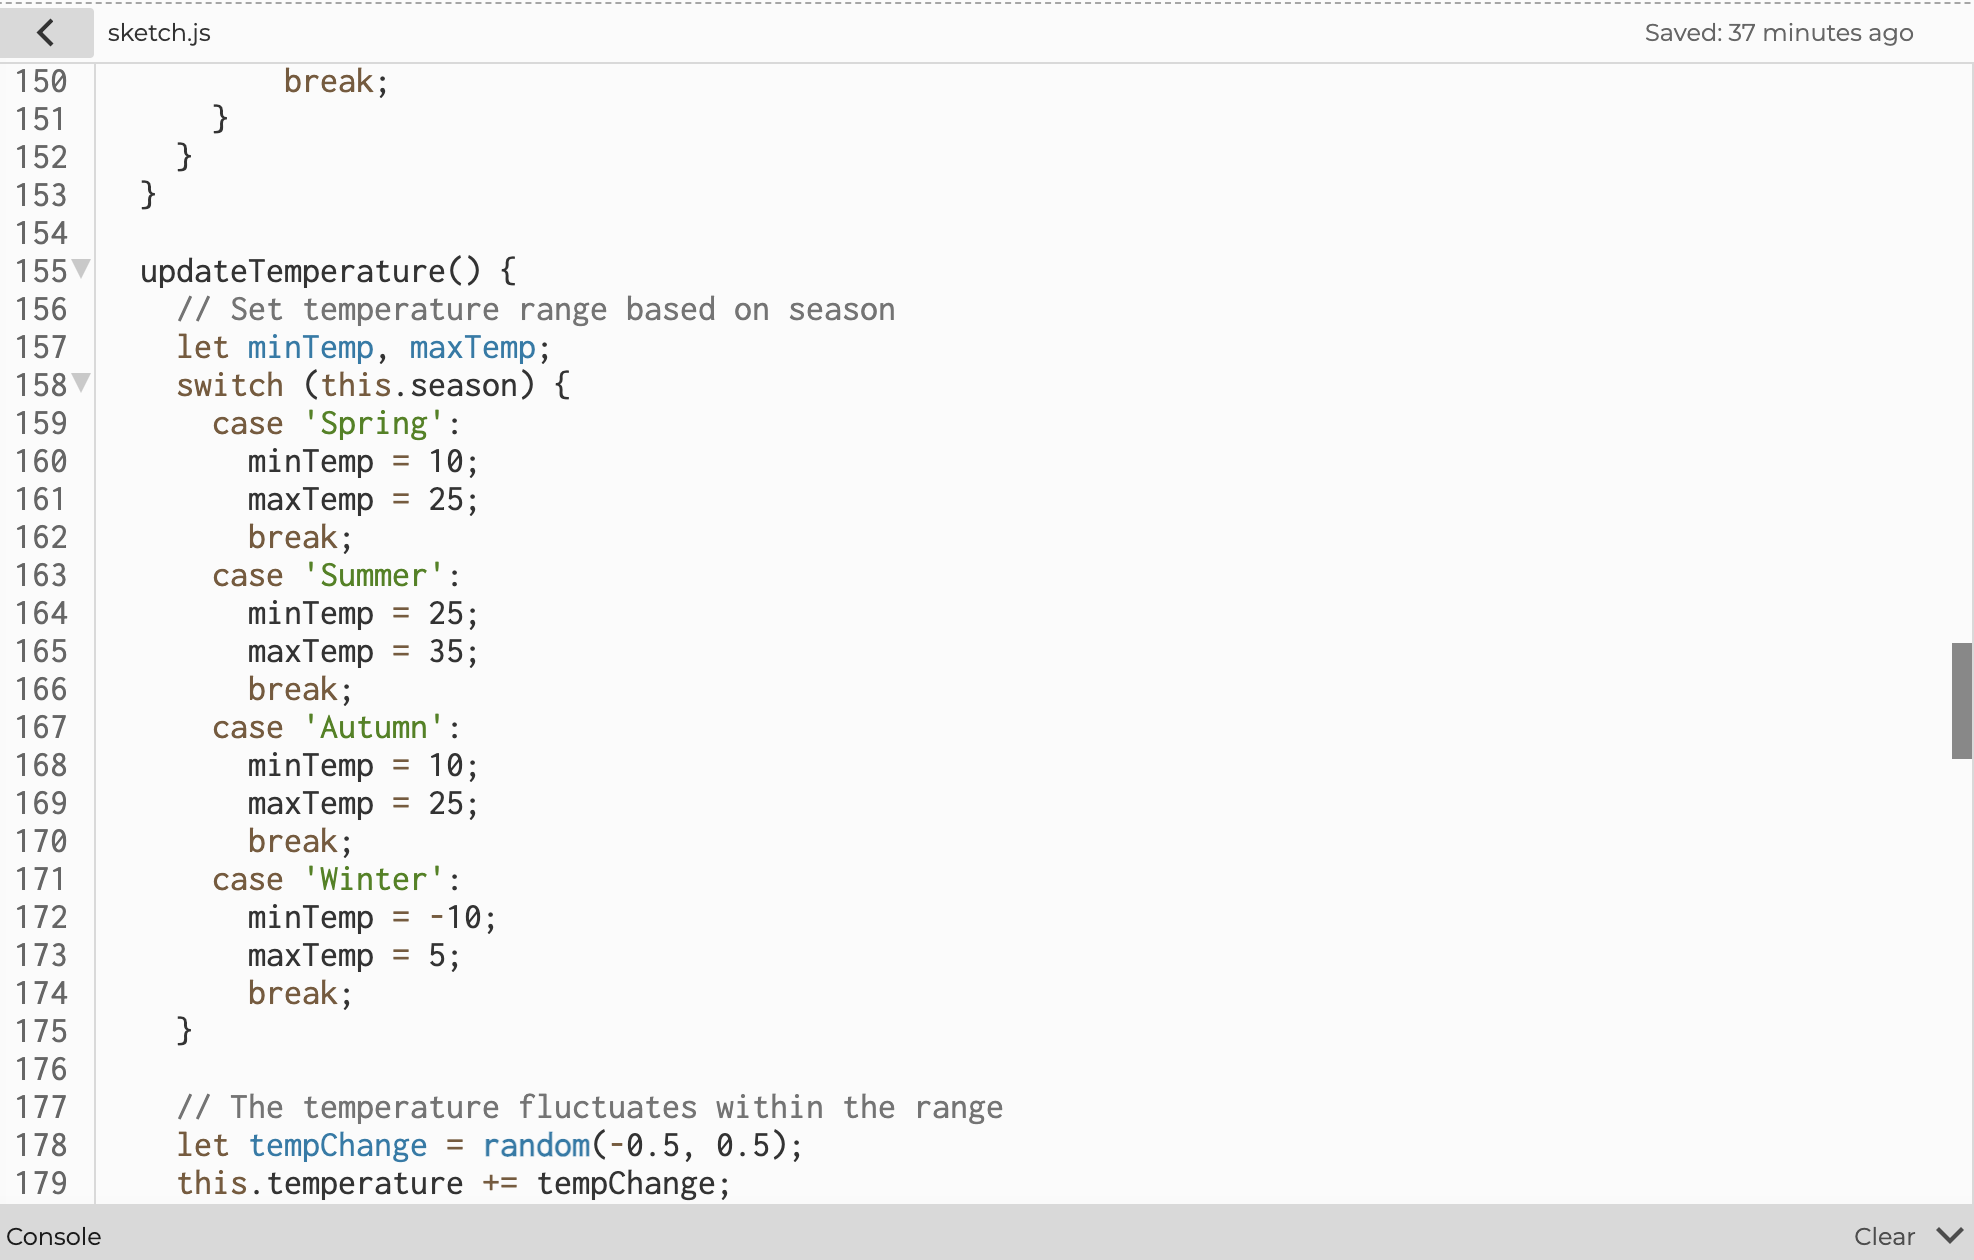 sketch.js
Saved: 37 minutes ago
150 break;
151 }
152 }
153 }
154
155 updateTemperature() {
156 // Set temperature range based on season
157 let minTemp, maxTemp;
158 switch (this.season) {
159 case 'Spring':
160 minTemp = 10;
161 maxTemp = 25;
162 break;
163 case 'Summer':
164 minTemp = 25;
165 maxTemp = 35;
166 break;
167 case 'Autumn':
168 minTemp = 10;
169 maxTemp = 25;
170 break;
171 case 'Winter':
172 minTemp = -10;
173 maxTemp = 5;
174 break;
175 }
176
177 // The temperature fluctuates within the range
178 let tempChange = random(-0.5, 0.5);
179 this.temperature += tempChange;
Console
Clear